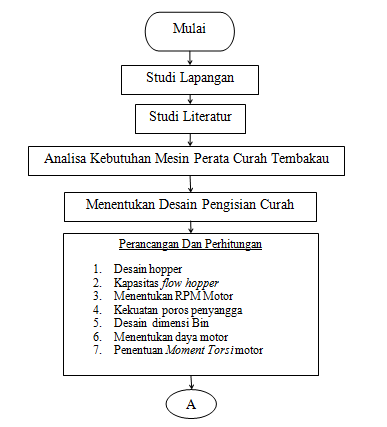 Mulai
Studi Lapangan
Studi Literatur
Analisa Kebutuhan Mesin Perata Curah Tembakau
Menentukan Desain Pengisian Curah
Perancangan Dan Perhitungan
1. Desain hopper
2. Kapasitas flow hopper
3. Menentukan RPM Motor
4. Kekuatan poros penyangga
5. Desain dimensi Bin
6. Menentukan daya motor
7. Penentuan Moment Torsi motor
A